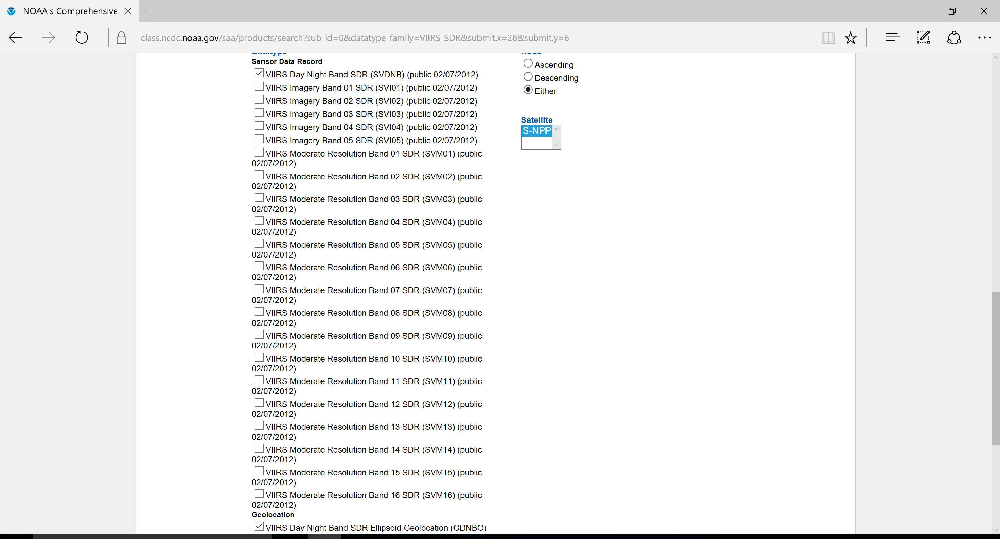 NOAA's Comprehensive
class.ncdc.noaa.gov/saa/products/search?sub_id=0&datatype_family=VIIRS_SDR&submit.x=28&submit.y=6
Datatype
Sensor Data Record
VIIRS Day Night Band SDR (SVDNB) (public 02/07/2012)
VIIRS Imagery Band 01 SDR (SVI01) (public 02/07/2012)
VIIRS Imagery Band 02 SDR (SVI02) (public 02/07/2012)
VIIRS Imagery Band 03 SDR (SVI03) (public 02/07/2012)
VIIRS Imagery Band 04 SDR (SVI04) (public 02/07/2012)
VIIRS Imagery Band 05 SDR (SVI05) (public 02/07/2012)
VIIRS Moderate Resolution Band 01 SDR (SVM01) (public
02/07/2012)
VIIRS Moderate Resolution Band 02 SDR (SVM02) (public
02/07/2012)
VIIRS Moderate Resolution Band 03 SDR (SVM03) (public
02/07/2012)
VIIRS Moderate Resolution Band 04 SDR (SVM04) (public
02/07/2012)
VIIRS Moderate Resolution Band 05 SDR (SVM05) (public
02/07/2012)
VIIRS Moderate Resolution Band 06 SDR (SVM06) (public
02/07/2012)
VIIRS Moderate Resolution Band 07 SDR (SVM07) (public
02/07/2012)
VIIRS Moderate Resolution Band 08 SDR (SVM08) (public
02/07/2012)
VIIRS Moderate Resolution Band 09 SDR (SVM09) (public
02/07/2012)
VIIRS Moderate Resolution Band 10 SDR (SVM10) (public
02/07/2012)
VIIRS Moderate Resolution Band 11 SDR (SVM11) (public
02/07/2012)
VIIRS Moderate Resolution Band 12 SDR (SVM12) (public
02/07/2012)
VIIRS Moderate Resolution Band 13 SDR (SVM13) (public
02/07/2012)
VIIRS Moderate Resolution Band 14 SDR (SVM14) (public
02/07/2012)
VIIRS Moderate Resolution Band 15 SDR (SVM15) (public
02/07/2012)
VIIRS Moderate Resolution Band 16 SDR (SVM16) (public
02/07/2012)
Geolocation
VIIRS Day Night Band SDR Ellipsoid Geolocation (GDNBO)
Node
Ascending
Descending
Either
Satellite
S-NPP